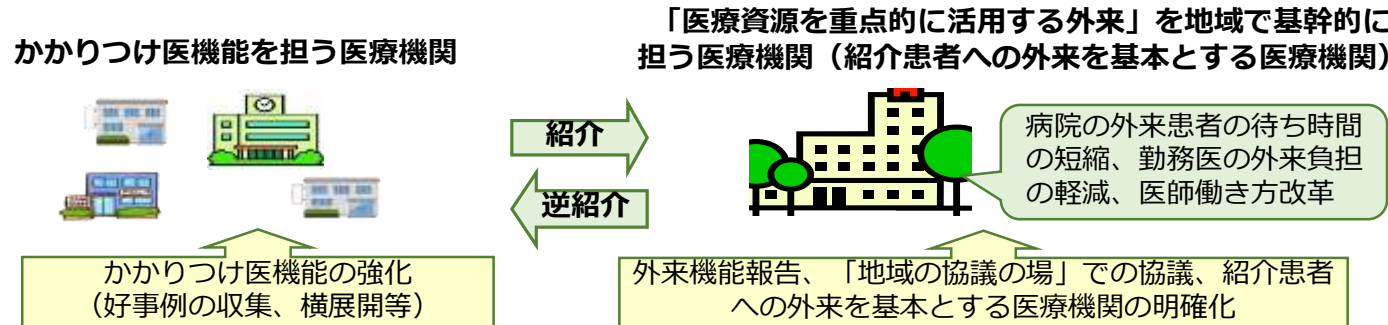 かかりつけ医機能を担う医療機関
「医療資源を重点的に活用する外来」を地域で基幹的に
担う医療機関（紹介患者への外来を基本とする医療機関）
紹介
逆紹介
病院の外来患者の待ち時間
の短縮、勤務医の外来負担
の軽減、医師働き方改革
かかりつけ医機能の強化
（好事例の収集、横展開等）
外来機能報告、「地域の協議の場」での協議、紹介患者
への外来を基本とする医療機関の明確化